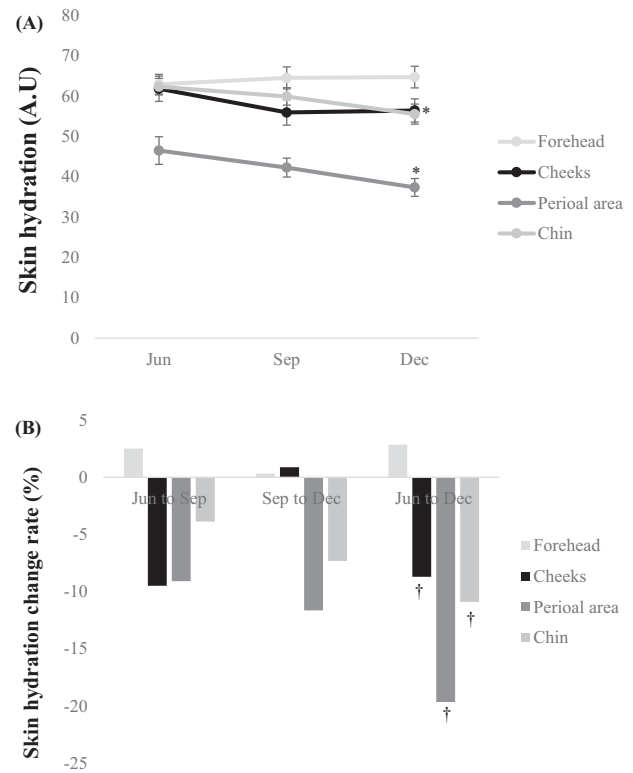 (A)
Skin hydration (A.U)
80
70
60
50
40
30
20
10
0
*
*
Jun Sep Dec
Forehead
Cheeks
Perioal area
Chin
(B)
Skin hydration change rate (%)
5
0
-5
-10
-15
-20
-25
Jun to Sep Sep to Dec Jun to Dec
†
†
†
Forehead
Cheeks
Perioal area
Chin